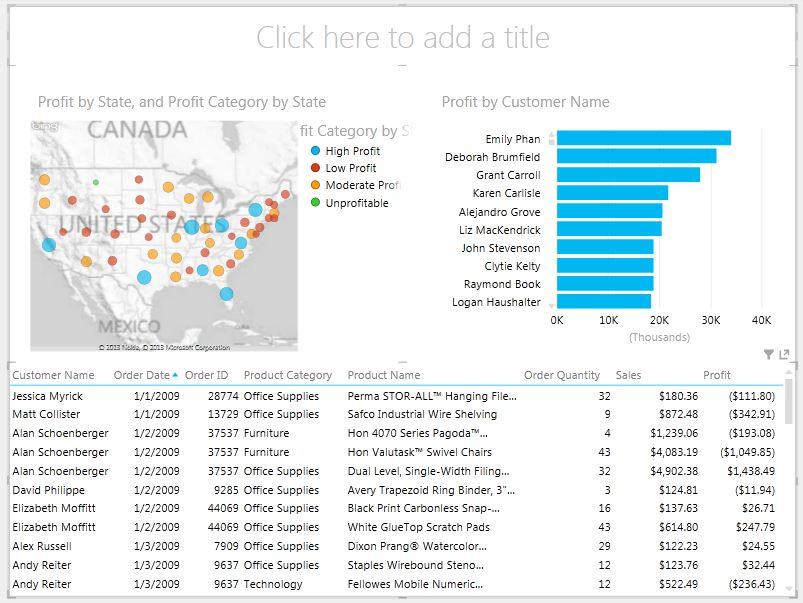 Click here to add a title
Profit by State, and Profit Category by State
bing
CANADA
UNITED STATES
MEXICO
CUBA
© 2013 Nokia, © 2013 Microsoft Corporation
fit Category by S
High Profit
Low Profit
Moderate Profi
Unprofitable
Profit by Customer Name
Emily Phan
Deborah Brumfield
Grant Carroll
Karen Carlisle
Alejandro Grove
Liz MacKendrick
John Stevenson
Clytie Kelty
Raymond Book
Logan Haushalter
0K 10K 20K 30K 40K
(Thousands)
Customer Name Order Date Order ID Product Category Product Name Order Quantity Sales Profit
Jessica Myrick 1/1/2009 28774 Office Supplies Perma STOR-ALL™ Hanging File... 32 $180.36 ($111.80)
Matt Collister 1/1/2009 13729 Office Supplies Safco Industrial Wire Shelving 9 $872.48 ($342.91)
Alan Schoenberger 1/2/2009 37537 Furniture Hon 4070 Series Pagoda™... 4 $1,239.06 ($193.08)
Alan Schoenberger 1/2/2009 37537 Furniture Hon Valutask™ Swivel Chairs 43 $4,083.19 ($1,049.85)
Alan Schoenberger 1/2/2009 37537 Office Supplies Dual Level, Single-Width Filing... 32 $4,902.38 $1,438.49
David Philippe 1/2/2009 9285 Office Supplies Avery Trapezoid Ring Binder, 3"... 3 $124.81 ($11.94)
Elizabeth Moffitt 1/2/2009 44069 Office Supplies Black Print Carbonless Snap-... 16 $137.63 $26.71
Elizabeth Moffitt 1/2/2009 44069 Office Supplies White GlueTop Scratch Pads 43 $614.80 $247.79
Alex Russell 1/3/2009 7909 Office Supplies Dixon Prang® Watercolor... 29 $122.23 $24.55
Andy Reiter 1/3/2009 9637 Office Supplies Staples Wirebound Steno... 12 $123.76 $32.44
Andy Reiter 1/3/2009 9637 Technology Fellowes Mobile Numeric... 12 $522.49 ($236.43)